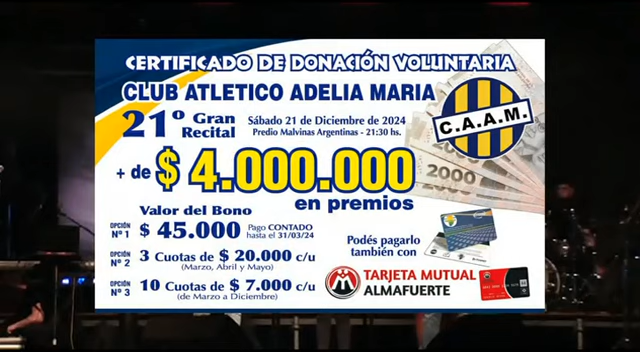 CERTIFICADO DE DONACIÓN VOLUNTARIA
CLUB ATLETICO ADELIA MARIA
21º Gran Recital
Sábado 21 de Diciembre de 2024
Predio Malvinas Argentinas - 21:30 hs.
C.A.A.M.
+ de $ 4.000.000
en premios
2000
2000
Valor del Bono
OPCIÓN Nº 1 $ 45.000 Pago CONTADO hasta el 31/03/24
OPCIÓN Nº 2 3 Cuotas de $ 20.000 c/u
(Marzo, Abril y Mayo)
OPCIÓN Nº 3 10 Cuotas de $ 7.000 c/u
(de Marzo a Diciembre)
Podés pagarlo
también con
TARJETA MUTUAL
ALMAFUERTE